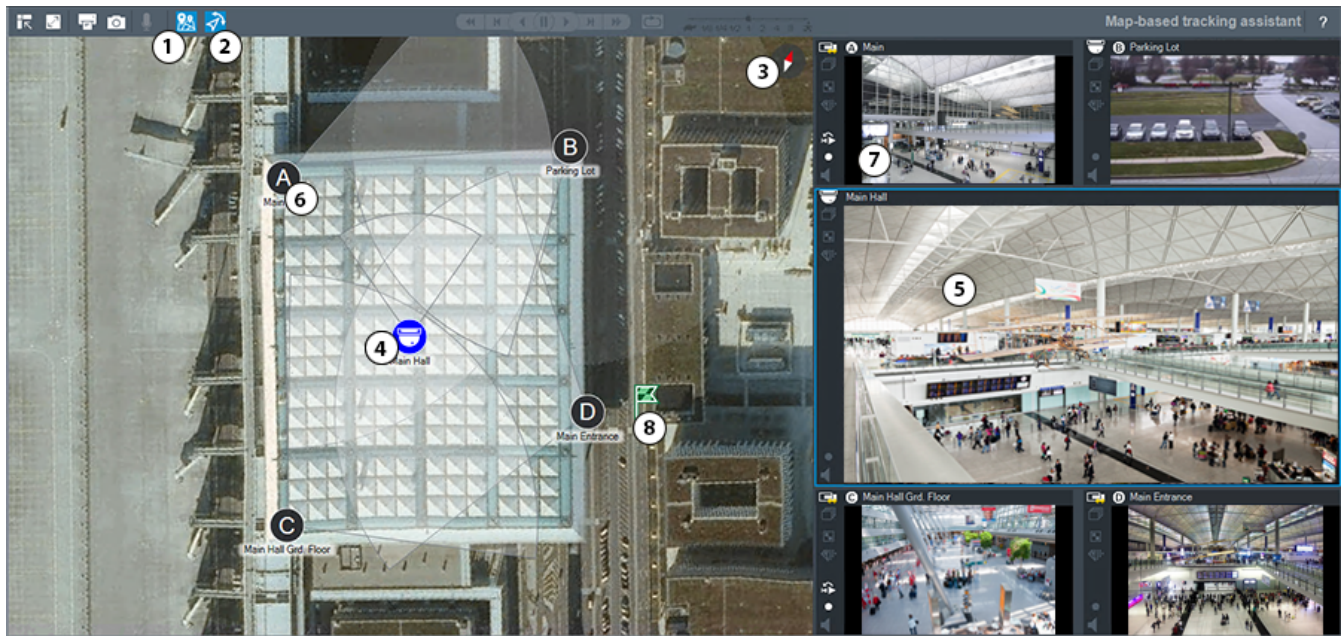 Map-based tracking assistant ?
1
2
3
A Main
B Parking Lot
7
A
Main
6
B
Parking Lot
Main Hall
5
4
Main Hall
D
Main Entrance
8
C
Main Hall Grd. Floor
C Main Hall Grd. Floor
D Main Entrance